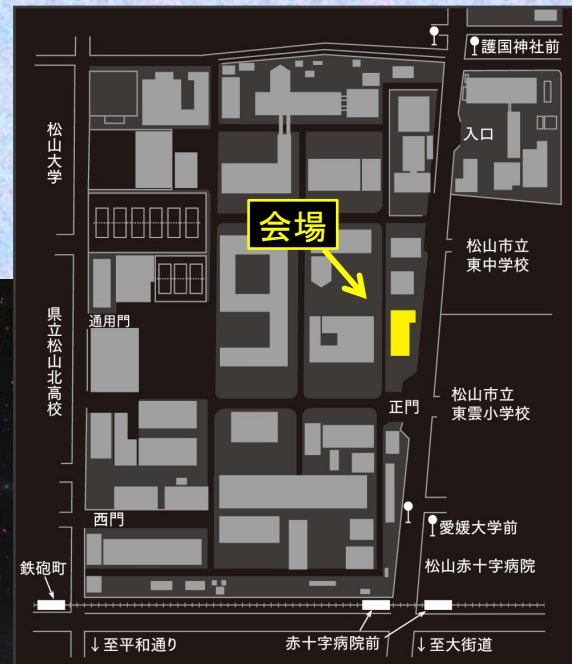 護国神社前
入口
松山大学
会場
松山市立
東中学校
通用門
県立松山北高校
松山市立
東雲小学校
正門
西門
愛媛大学前
松山赤十字病院
鉄砲町
赤十字病院前
↓至平和通り
↓至大街道